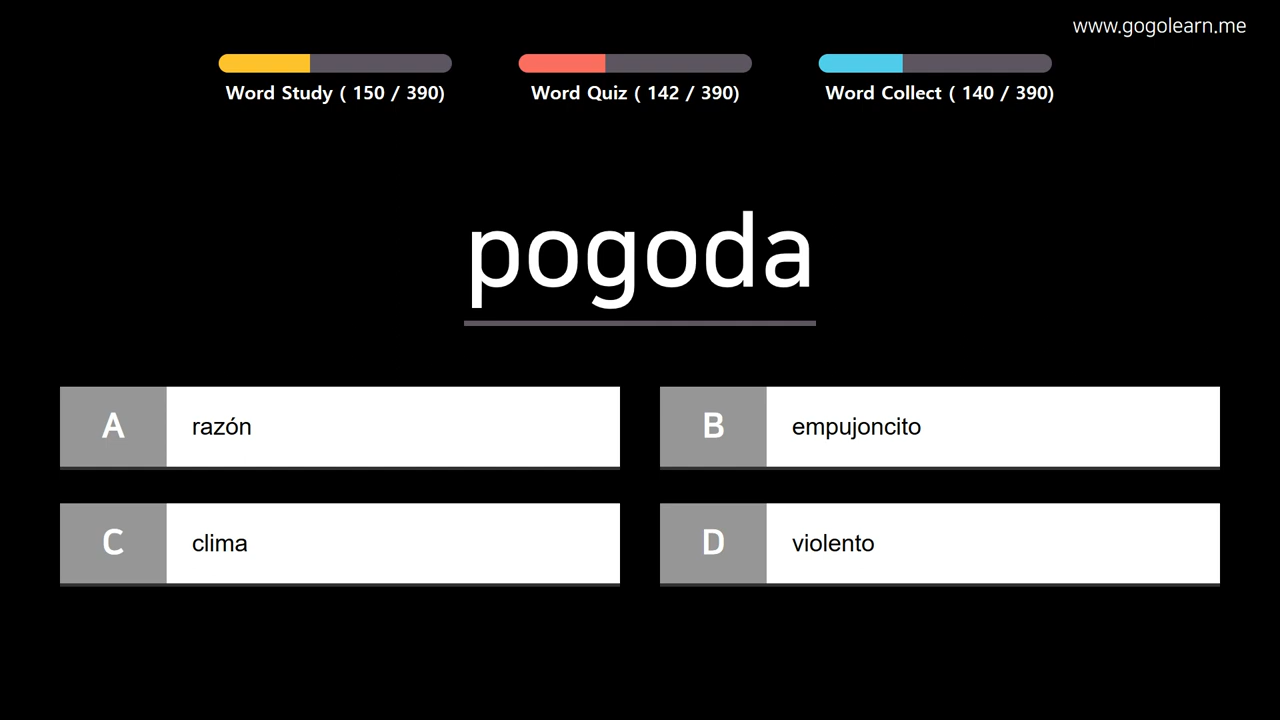 www.gogolearn.me
Word Study ( 150 / 390)
Word Quiz ( 142 / 390)
Word Collect ( 140 / 390)
pogoda
A razón
B empujoncito
C clima
D violento